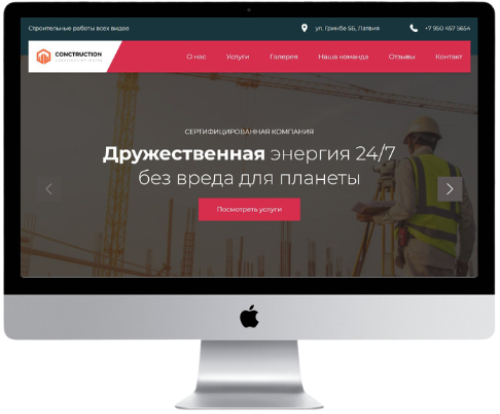 Строительные работы всех видов
ул. Гринбе 5Б, Латвия
+7 950 457 5654
CONSTRUCTION
О нас
Услуги
Галерея
Наша команда
Отзывы
Контакт
СЕРТИФИЦИРОВАННАЯ КОМПАНИЯ
Дружественная энергия 24/7
без вреда для планеты
Посмотреть услуги